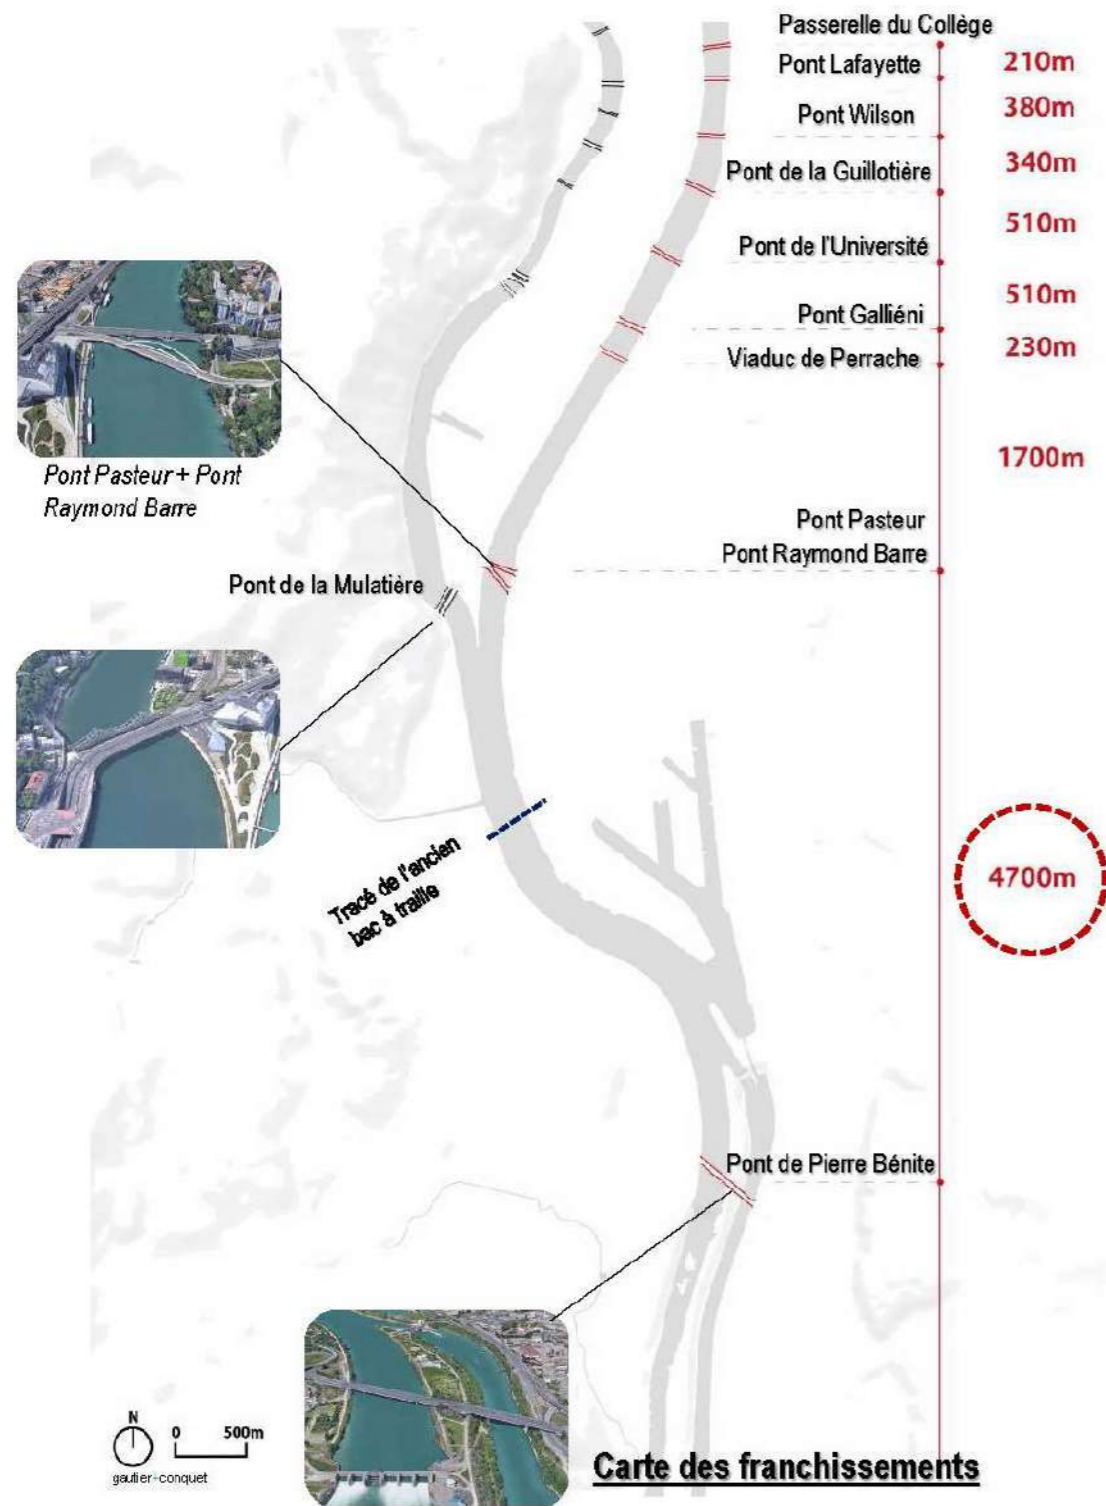 Passerelle du Collège
210m
Pont Lafayette
380m
Pont Wilson
340m
Pont de la Guillotière
510m
Pont de l'Université
510m
Pont Galliéni
230m
Viaduc de Perrache
1700m
Pont Pasteur + Pont
Raymond Barre
Pont Pasteur
Pont Raymond Barre
Pont de la Mulatière
4700m
Tracé de l'ancien
bac à traille
Pont de Pierre Bénite
N
0 500m
gautier+conquet
Carte des franchissements